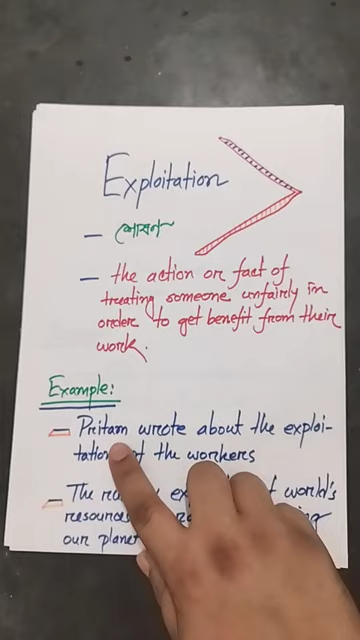 Exploitation
— শোষণ
— the action or fact of
treating someone unfairly in
order to get benefit from their
work.
Example:
Pritam wrote about the exploi-
tation of the workers
The world's
resources
our planet